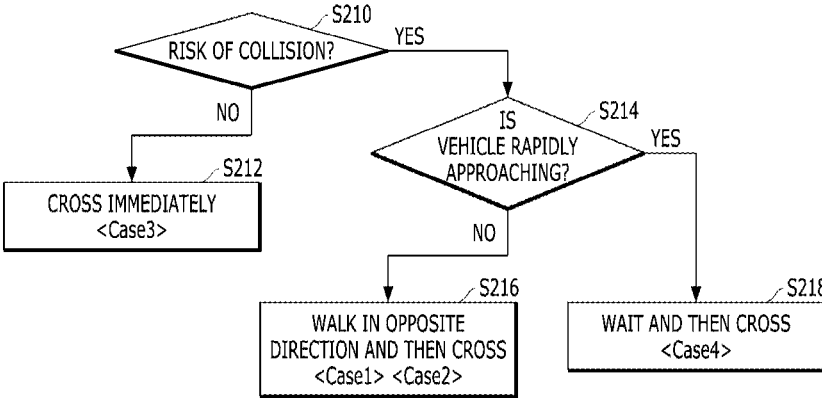 S210
RISK OF COLLISION?
YES
NO
S214
IS
VEHICLE RAPIDLY
APPROACHING?
YES
S212
CROSS IMMEDIATELY
<Case3>
NO
S216
WALK IN OPPOSITE
DIRECTION AND THEN CROSS
<Case1> <Case2>
S218
WAIT AND THEN CROSS
<Case4>